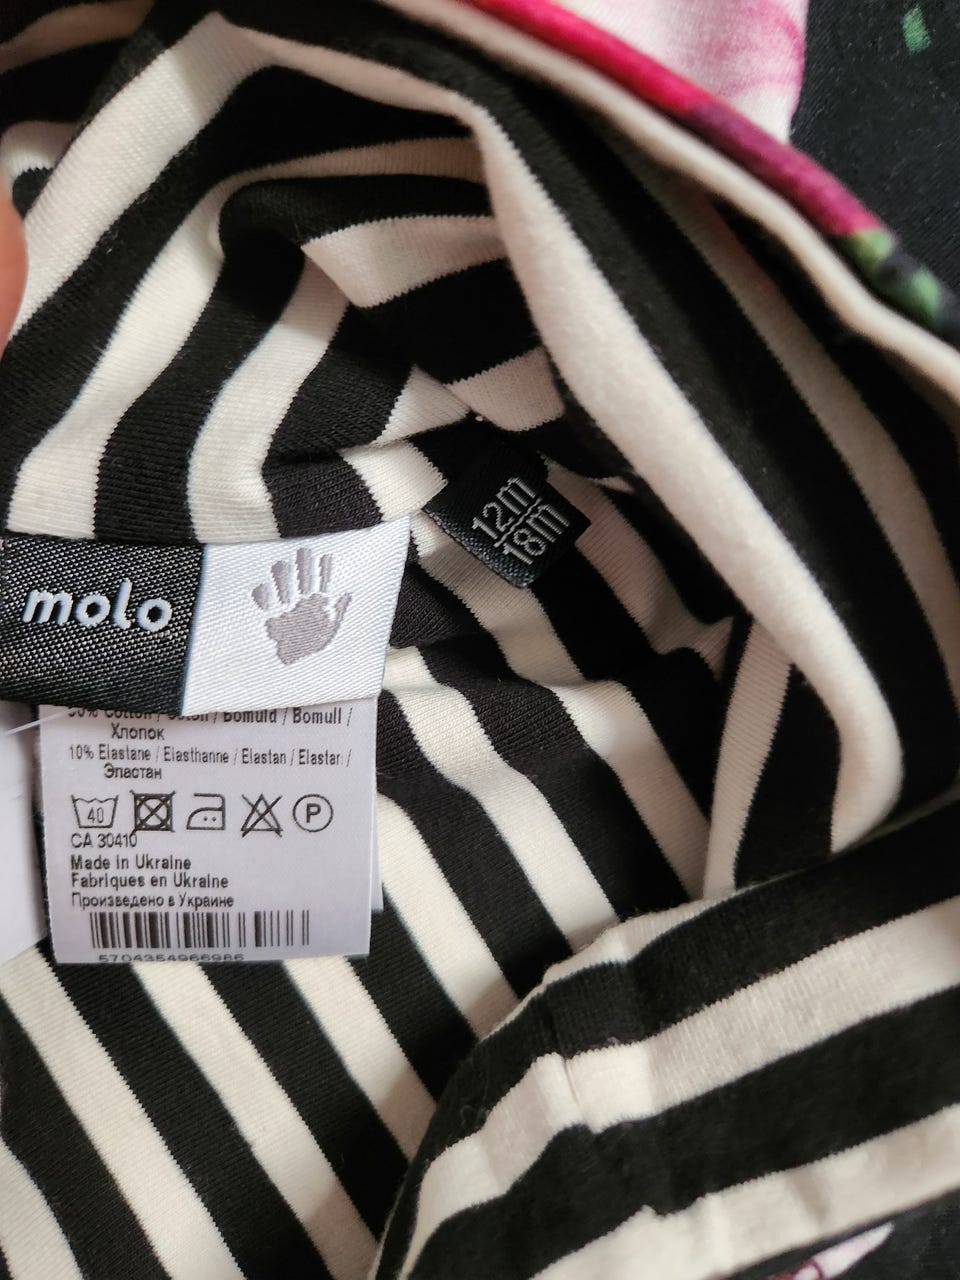 12m
18m
molo
Cotton / Bomuld / Bomull /
Хлопок
10% Elastane / Elasthanne / Elastan / Elastan /
Эластан
40 P
CA 30410
Made in Ukraine
Fabriques en Ukraine
Произведено в Украине
5704354966986